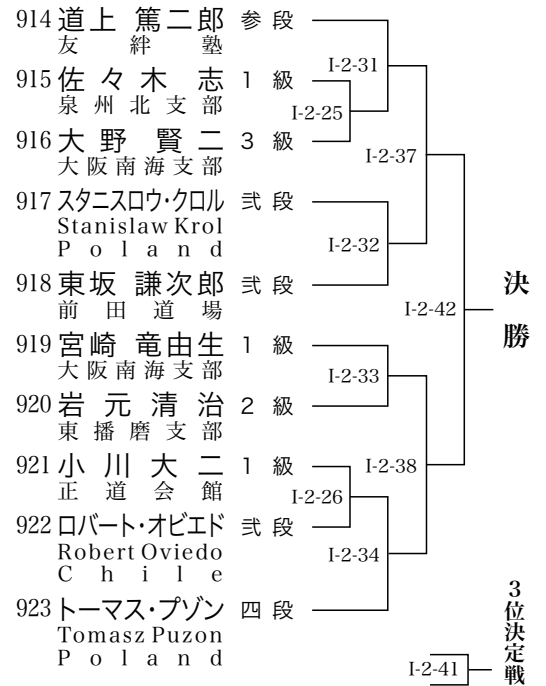 914 道上 篤二郎 参 段
友 絆 塾
I-2-31
915 佐々木 志 1 級
泉州北支部
I-2-25
916 大野 賢二 3 級
大阪南海支部
I-2-37
917 スタニスロウ・クロル 弐 段
Stanislaw Krol
Poland
I-2-32
918 東坂 謙次郎 弐 段
前田道場
I-2-42
決勝
919 宮崎 竜由生 1 級
大阪南海支部
I-2-33
920 岩元清治 2 級
東播磨支部
921 小川大二 1 級
正道会館
I-2-38
I-2-26
922 ロバート・オビエド 弐 段
Robert Oviedo
Chile
I-2-34
923 トーマス・プゾン 四 段
Tomasz Puzon
Poland
3位決定戦
I-2-41